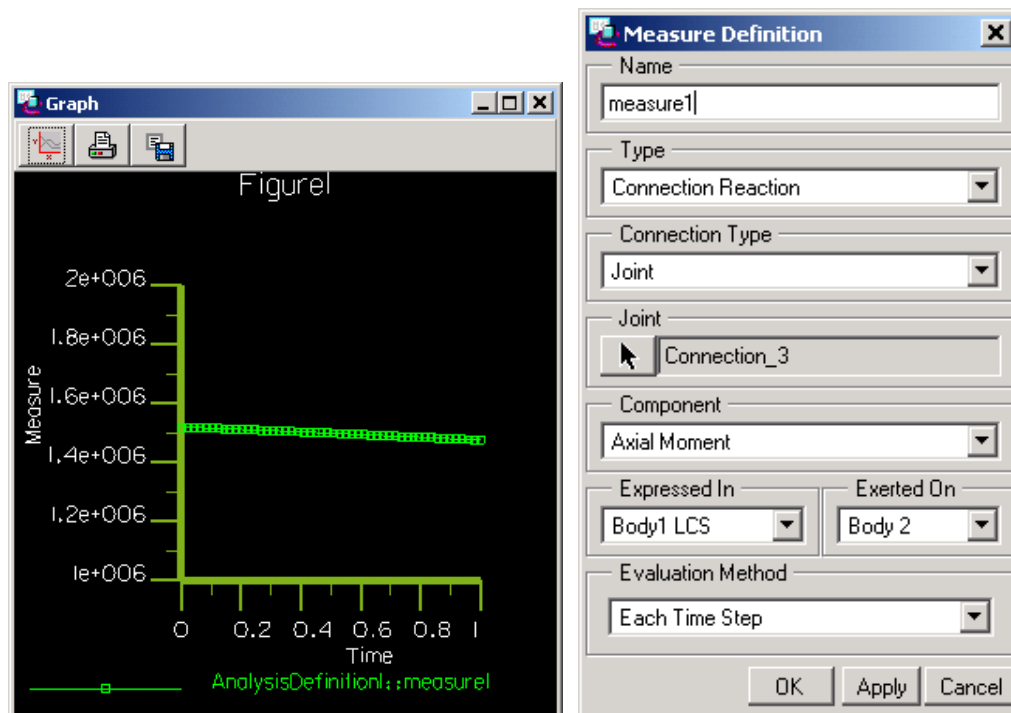 Graph
Figure1
2e+006
1.8e+006
1.6e+006
1.4e+006
1.2e+006
1e+006
Measure
0 0.2 0.4 0.6 0.8 1
Time
AnalysisDefinition1::measure1
Measure Definition
Name
measure1
Type
Connection Reaction
Connection Type
Joint
Joint
Connection_3
Component
Axial Moment
Expressed In Exerted On
Body1 LCS Body 2
Evaluation Method
Each Time Step
OK Apply Cancel